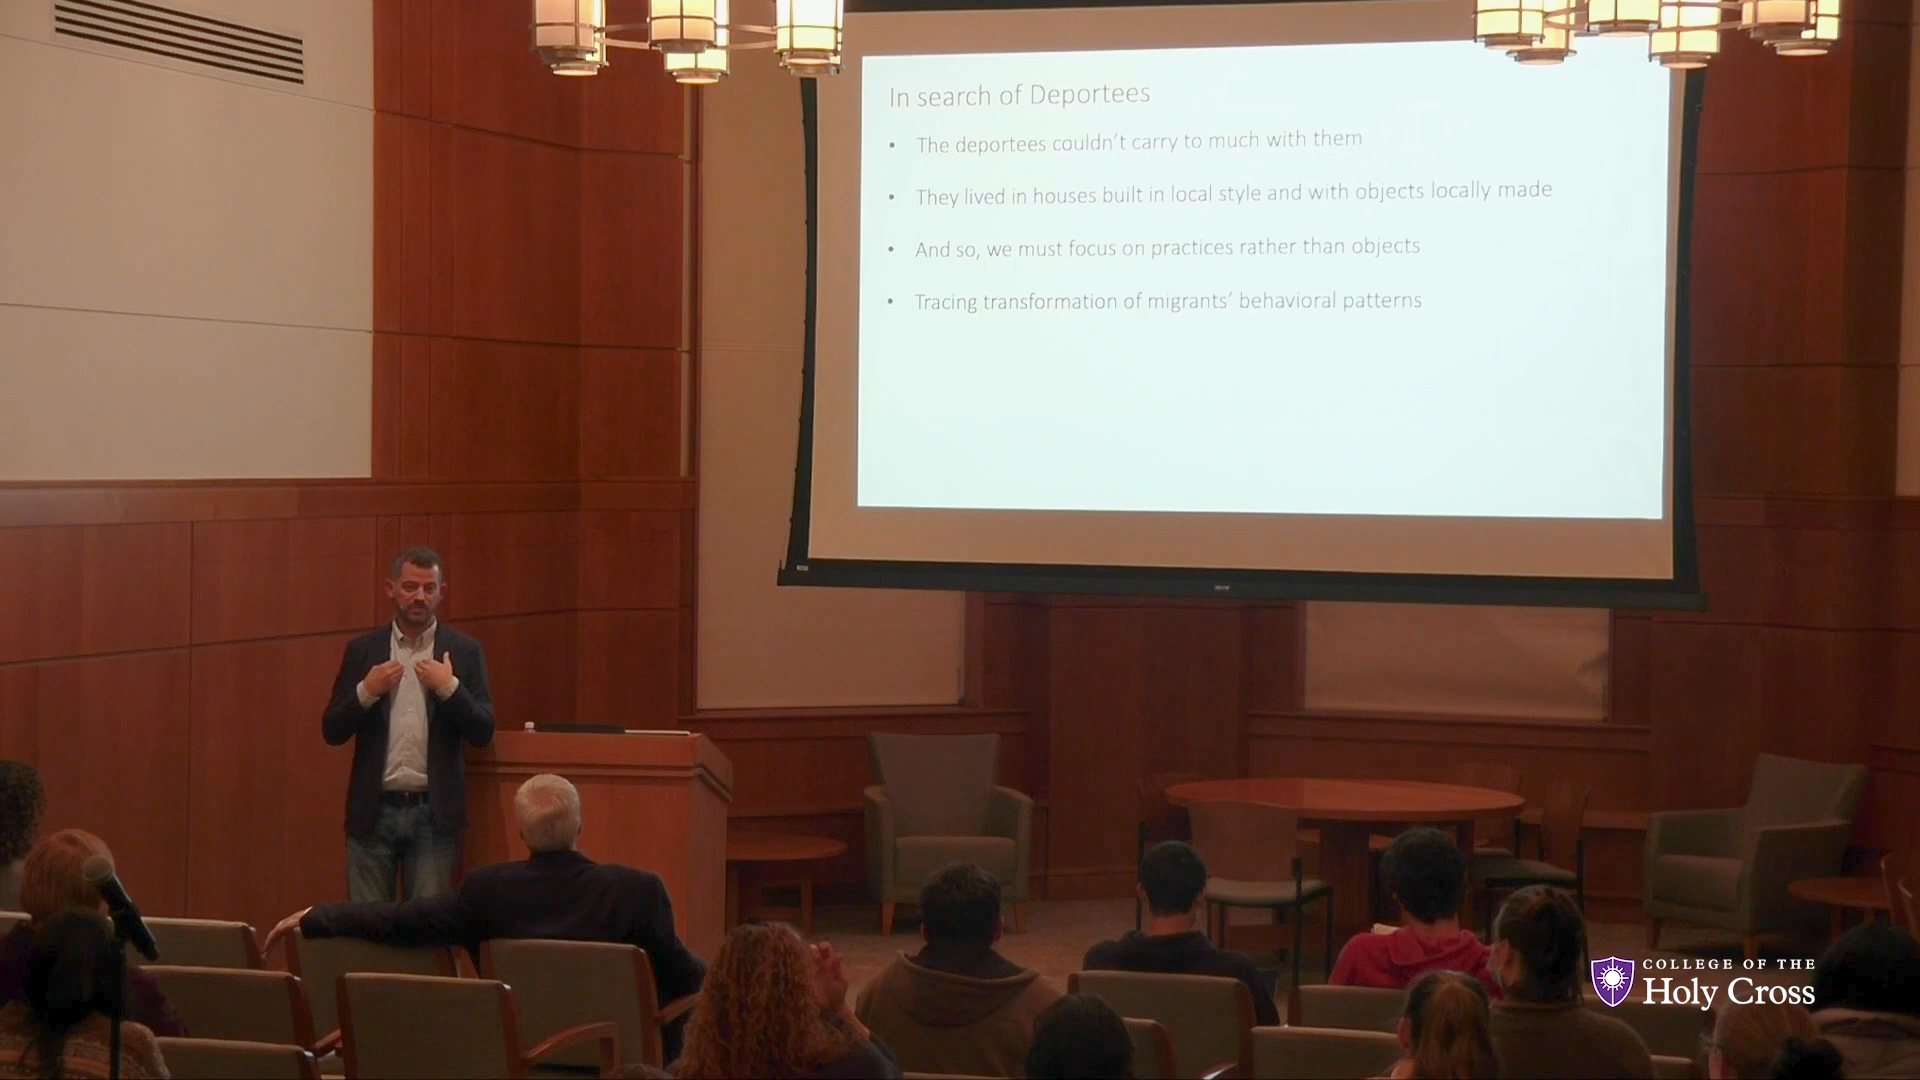 In search of Deportees
• The deportees couldn't carry to much with them
• They lived in houses built in local style and with objects locally made
• And so, we must focus on practices rather than objects
• Tracing transformation of migrants' behavioral patterns
COLLEGE OF THE
Holy Cross